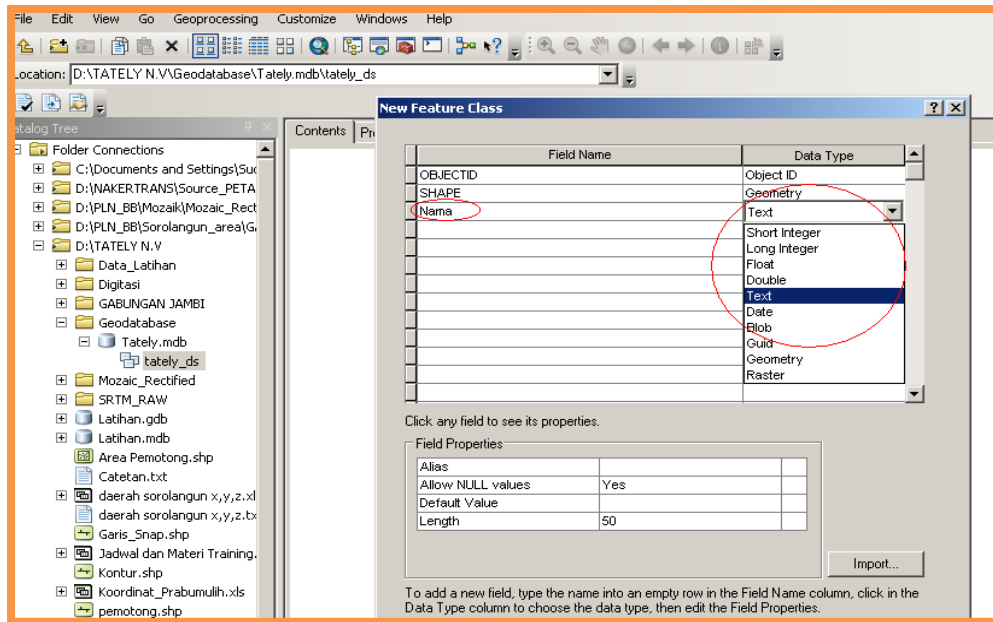 File Edit View Go Geoprocessing Customize Windows Help
Location: D:\TATELY N.V\Geodatabase\Tately.mdb\tately_ds
Catalog Tree
Folder Connections
C:\Documents and Settings\Suc
D:\NAKERTRANS\Source_PETA
D:\PLN_BB\Mozaik\Mozaic_Rect
D:\PLN_BB\Sorolangun_area\G
D:\TATELY N.V
Data_Latihan
Digitasi
GABUNGAN JAMBI
Geodatabase
Tately.mdb
tately_ds
Mozaic_Rectified
SRTM_RAW
Latihan.gdb
Latihan.mdb
Area Pemotong.shp
Catetan.txt
daerah sorolangun x,y,z.xl
daerah sorolangun x,y,z.tx
Garis_Snap.shp
Jadwal dan Materi Training.
Kontur.shp
Koordinat_Prabumulih.xls
pemotong.shp
Contents Pr
New Feature Class
Field Name Data Type
OBJECTID Object ID
SHAPE Geometry
Nama Text
Short Integer
Long Integer
Float
Double
Text
Date
Blob
Guid
Geometry
Raster
Click any field to see its properties.
Field Properties
Alias
Allow NULL values Yes
Default Value
Length 50
Import...
To add a new field, type the name into an empty row in the Field Name column, click in the
Data Type column to choose the data type, then edit the Field Properties.